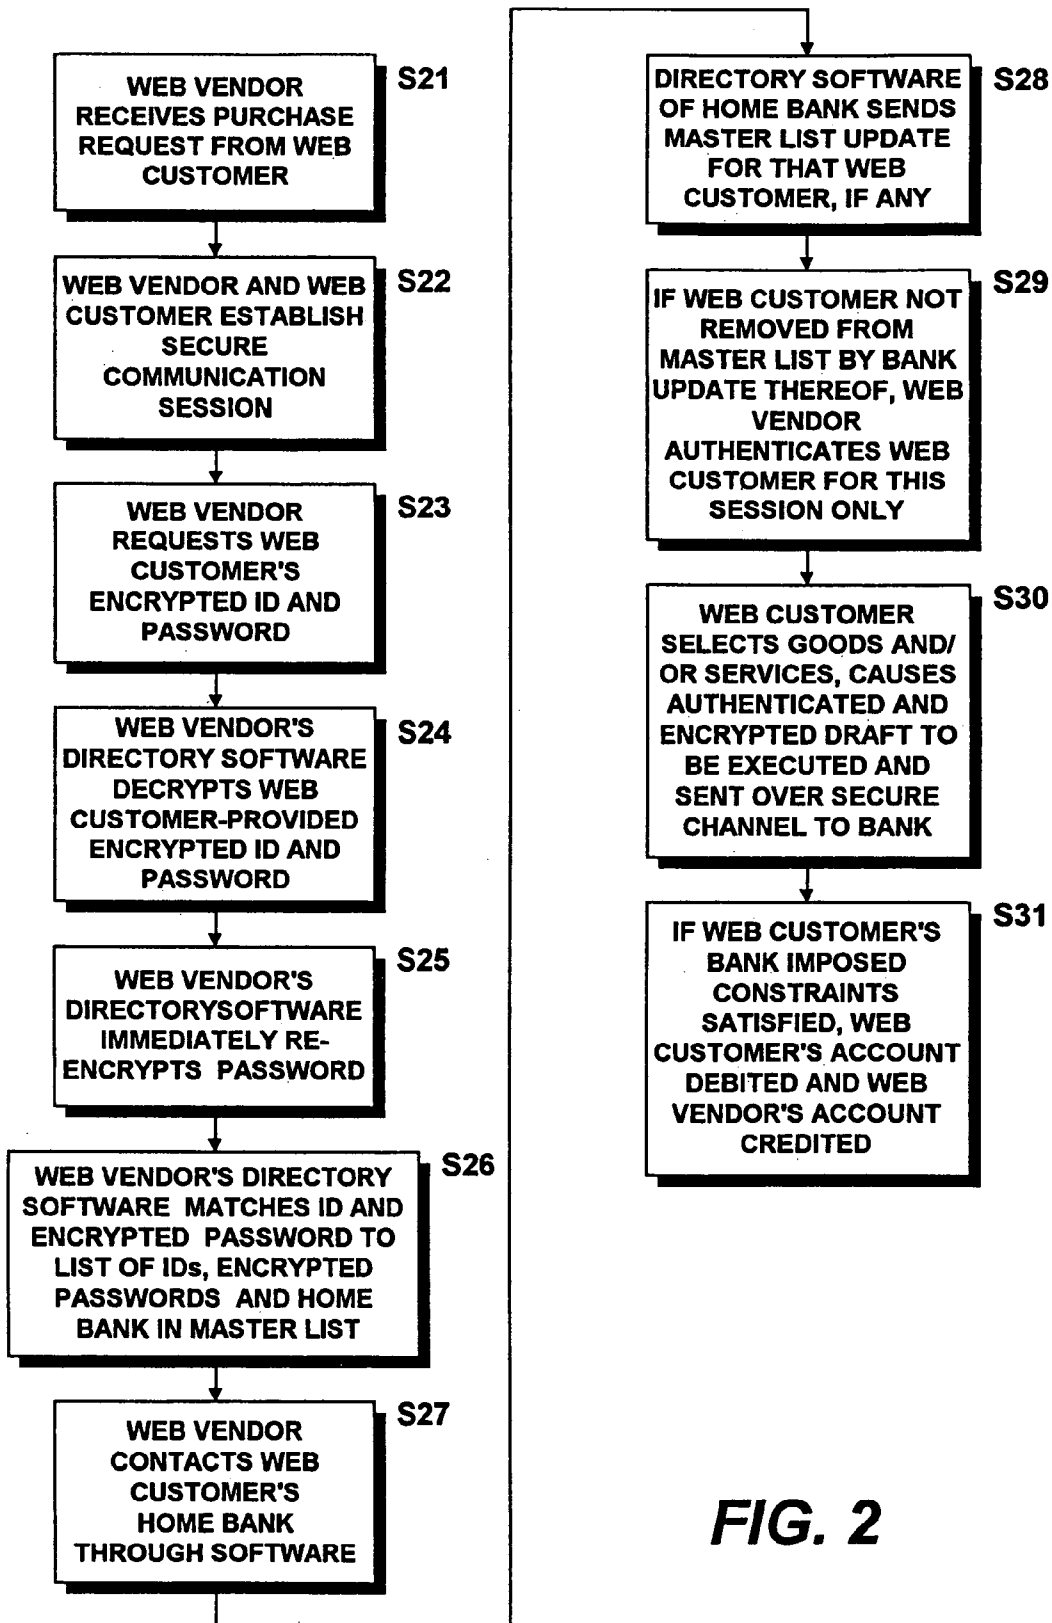 WEB VENDOR
RECEIVES PURCHASE
REQUEST FROM WEB
CUSTOMER
S21
WEB VENDOR AND WEB
CUSTOMER ESTABLISH
SECURE
COMMUNICATION
SESSION
S22
WEB VENDOR
REQUESTS WEB
CUSTOMER'S
ENCRYPTED ID AND
PASSWORD
S23
WEB VENDOR'S
DIRECTORY SOFTWARE
DECRYPTS WEB
CUSTOMER-PROVIDED
ENCRYPTED ID AND
PASSWORD
S24
WEB VENDOR'S
DIRECTORYSOFTWARE
IMMEDIATELY RE-
ENCRYPTS PASSWORD
S25
WEB VENDOR'S DIRECTORY
SOFTWARE MATCHES ID AND
ENCRYPTED PASSWORD TO
LIST OF IDs, ENCRYPTED
PASSWORDS AND HOME
BANK IN MASTER LIST
S26
WEB VENDOR
CONTACTS WEB
CUSTOMER'S
HOME BANK
THROUGH SOFTWARE
S27
DIRECTORY SOFTWARE
OF HOME BANK SENDS
MASTER LIST UPDATE
FOR THAT WEB
CUSTOMER, IF ANY
S28
IF WEB CUSTOMER NOT
REMOVED FROM
MASTER LIST BY BANK
UPDATE THEREOF, WEB
VENDOR
AUTHENTICATES WEB
CUSTOMER FOR THIS
SESSION ONLY
S29
WEB CUSTOMER
SELECTS GOODS AND/
OR SERVICES, CAUSES
AUTHENTICATED AND
ENCRYPTED DRAFT TO
BE EXECUTED AND
SENT OVER SECURE
CHANNEL TO BANK
S30
IF WEB CUSTOMER'S
BANK IMPOSED
CONSTRAINTS
SATISFIED, WEB
CUSTOMER'S ACCOUNT
DEBITED AND WEB
VENDOR'S ACCOUNT
CREDITED
S31
FIG. 2